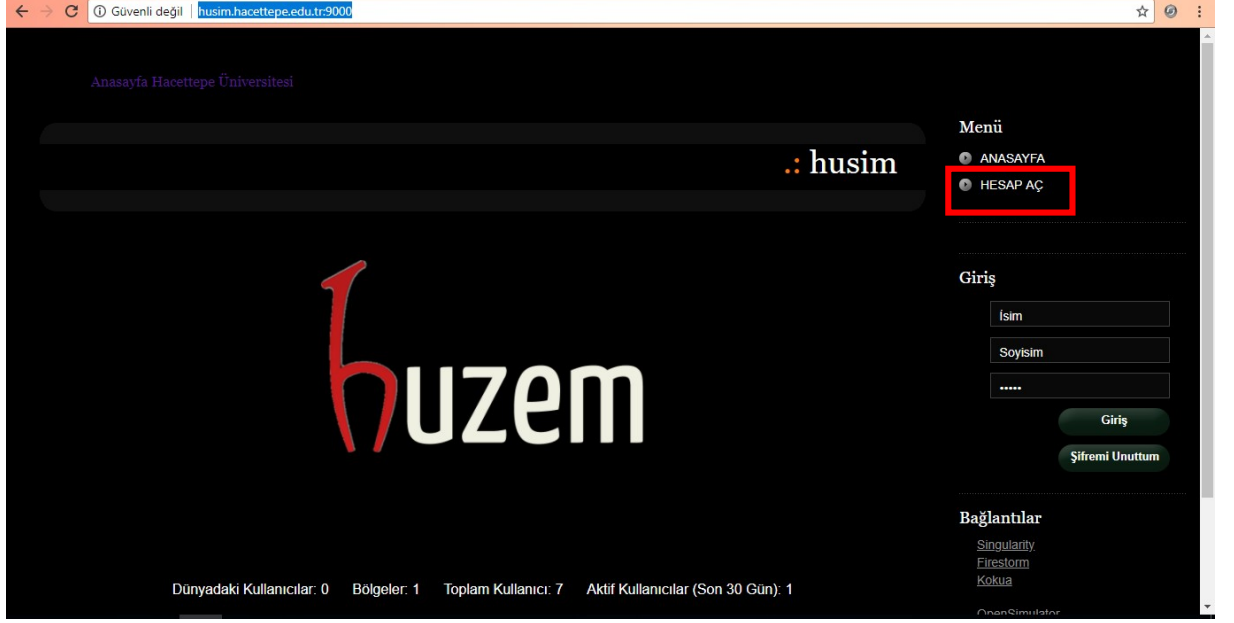 Güvenli değil | husim.hacettepe.edu.tr:9000
Anasayfa Hacettepe Üniversitesi
.: husim
huzem
Dünyadaki Kullanıcılar: 0 Bölgeler: 1 Toplam Kullanıcı: 7 Aktif Kullanıcılar (Son 30 Gün): 1
Menü
ANASAYFA
HESAP AÇ
Giriş
İsim
Soyisim
•••••
Giriş
Şifremi Unuttum
Bağlantılar
Singularity
Firestorm
Kokua
OpenSimulator